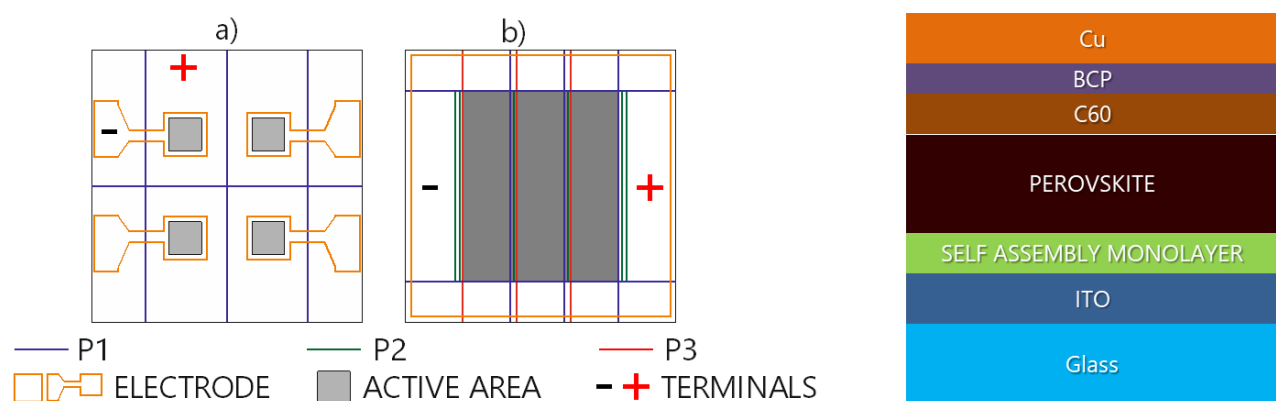 a)
b)
+
-
-
+
P1
P2
P3
ELECTRODE
ACTIVE AREA
- + TERMINALS
Cu
BCP
C60
PEROVSKITE
SELF ASSEMBLY MONOLAYER
ITO
Glass